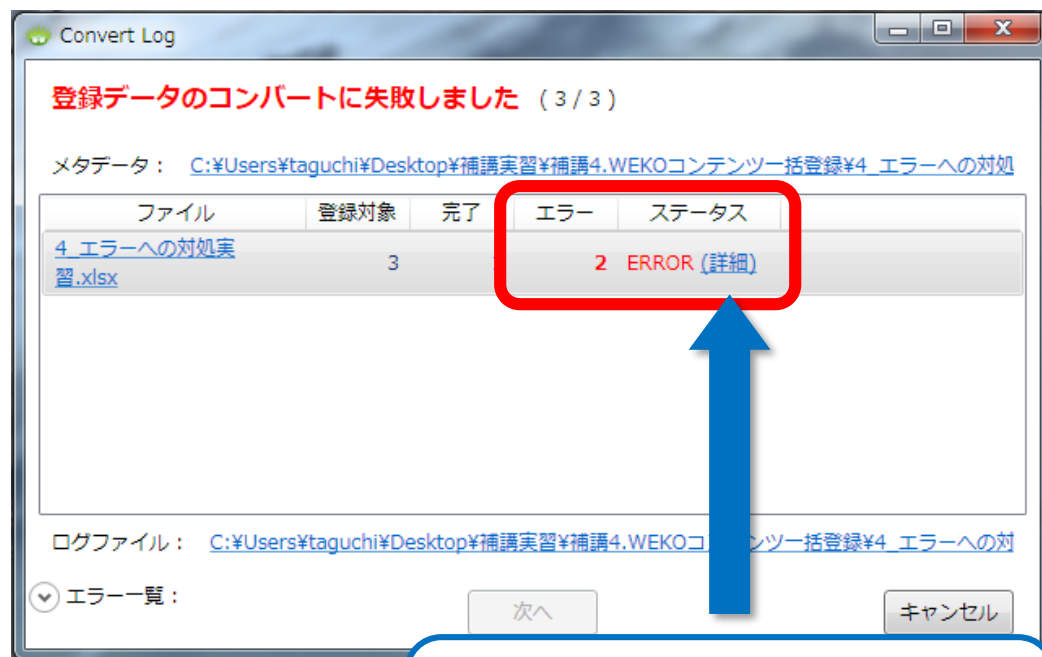 Convert Log
登録データのコンバートに失敗しました (3/3)
メタデータ: C:¥Users¥taguchi¥Desktop¥補講実習¥補講4.WEKOコンテンツ一括登録¥4_エラーへの対処
ファイル 登録対象 完了 エラー ステータス
4_エラーへの対処実
習.xlsx
3 2 ERROR (詳細)
ログファイル: C:¥Users¥taguchi¥Desktop¥補講実習¥補講4.WEKOコンテンツ一括登録¥4_エラーへの対
エラー一覧:
次へ キャンセル